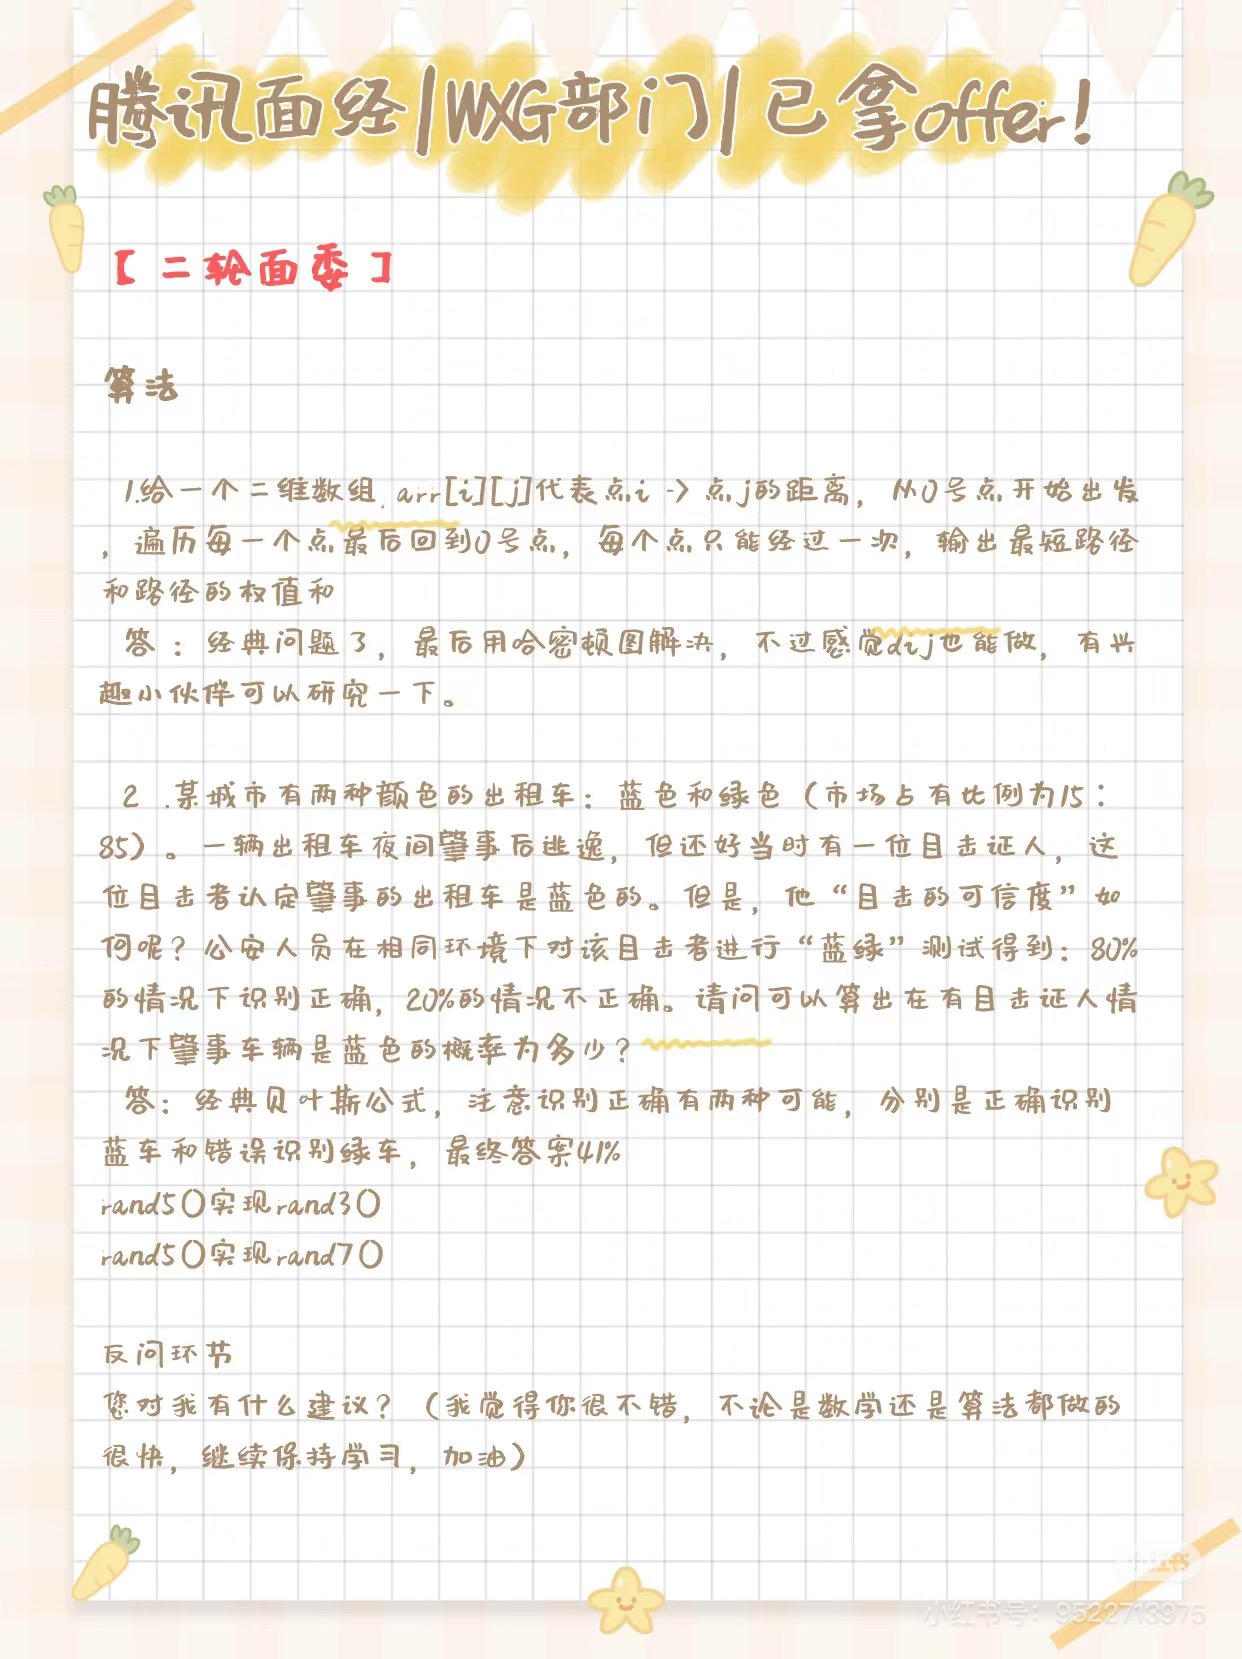 腾讯面经|WXG部门|已拿offer!
【二轮面委】
算法
1.给一个二维数组, arr[i][j]代表点i -> 点j的距离, 从0号点开始出发
, 遍历每一个点最后回到0号点, 每个点只能经过一次, 输出最短路径
和路径的权值和
答: 经典问题了, 最后用哈密顿图解决, 不过感觉dij也能做, 有兴
趣小伙伴可以研究一下。
2 .某城市有两种颜色的出租车: 蓝色和绿色 (市场占有比例为15:
85) 。一辆出租车夜间肇事后逃逸, 但还好当时有一位目击证人, 这
位目击者认定肇事的出租车是蓝色的。但是, 他“目击的可信度”如
何呢? 公安人员在相同环境下对该目击者进行“蓝绿”测试得到: 80%
的情况下识别正确, 20%的情况不正确。请问可以算出在有目击证人情
况下肇事车辆是蓝色的概率为多少?
答: 经典贝叶斯公式, 注意识别正确有两种可能, 分别是正确识别
蓝车和错误识别绿车, 最终答案41%
rand5()实现rand3()
rand5()实现rand7()
反问环节
您对我有什么建议? (我觉得你很不错, 不论是数学还是算法都做的
很快, 继续保持学习, 加油)
小红书
小红书号: 9522713975